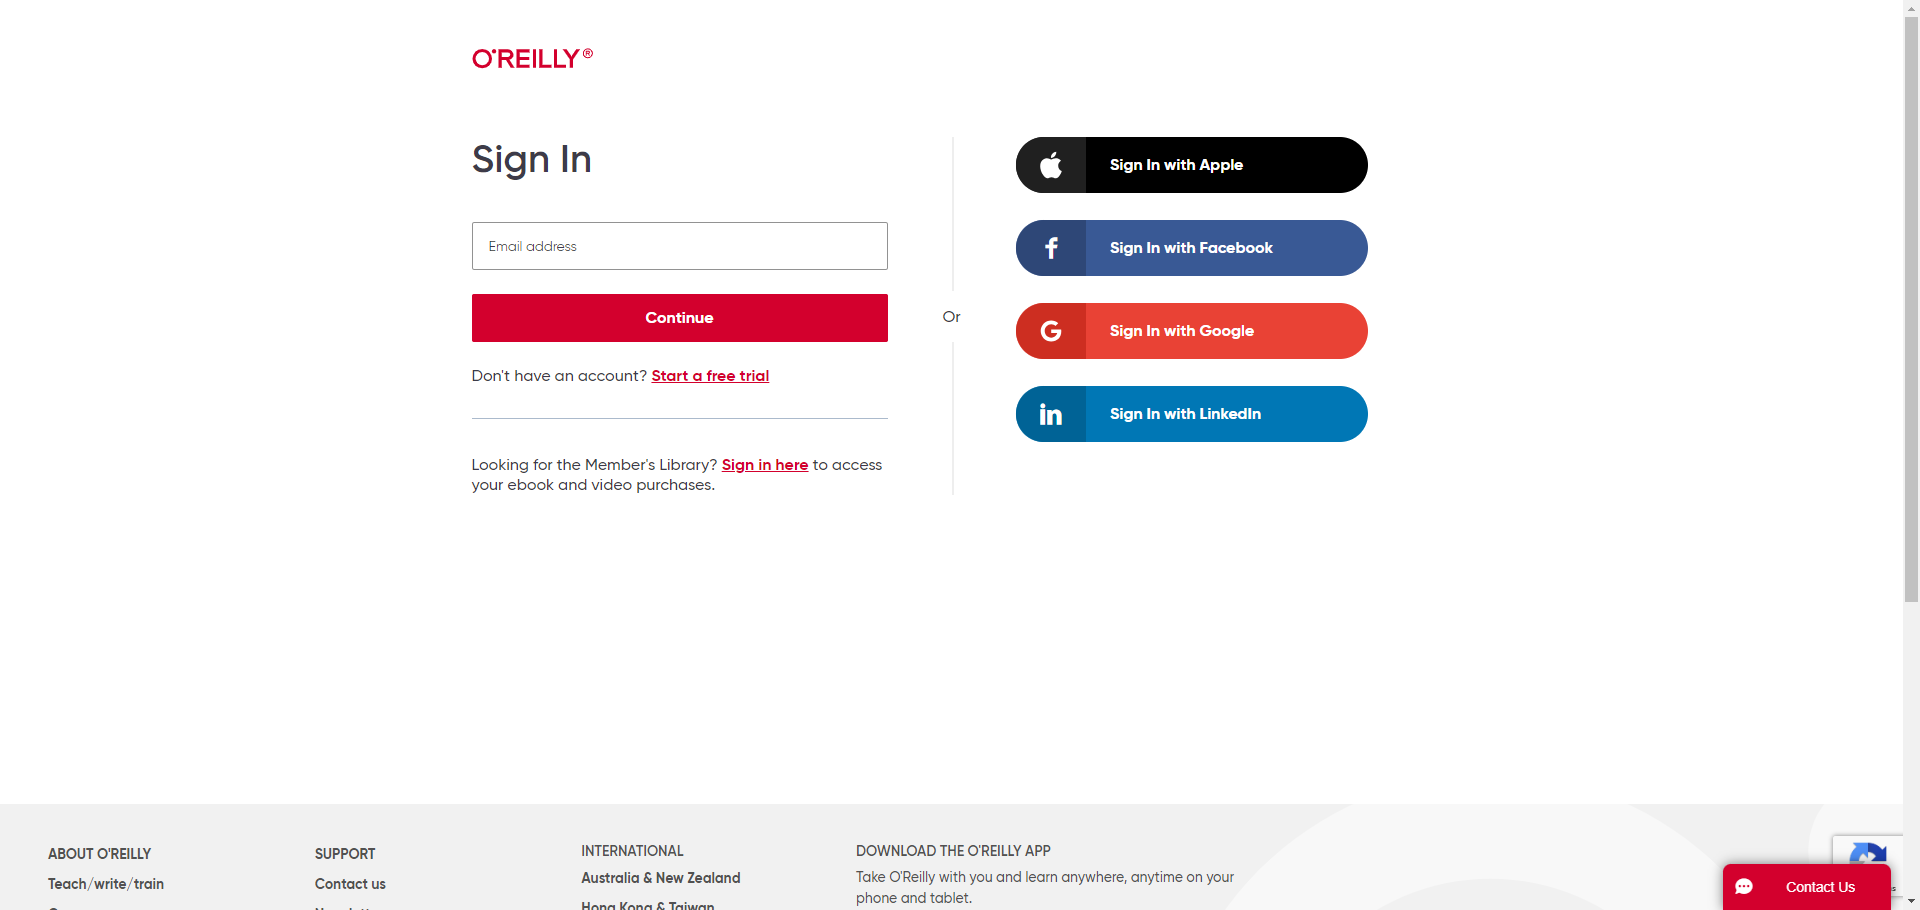 O'REILLY®
Sign In
Email address
Continue
Don't have an account? Start a free trial
Looking for the Member's Library? Sign in here to access
your ebook and video purchases.
Or
Sign In with Apple
Sign In with Facebook
Sign In with Google
Sign In with LinkedIn
ABOUT O'REILLY
Teach/write/train
SUPPORT
Contact us
INTERNATIONAL
Australia & New Zealand
Hong Kong & Taiwan
DOWNLOAD THE O'REILLY APP
Take O'Reilly with you and learn anywhere, anytime on your
phone and tablet.
Contact Us